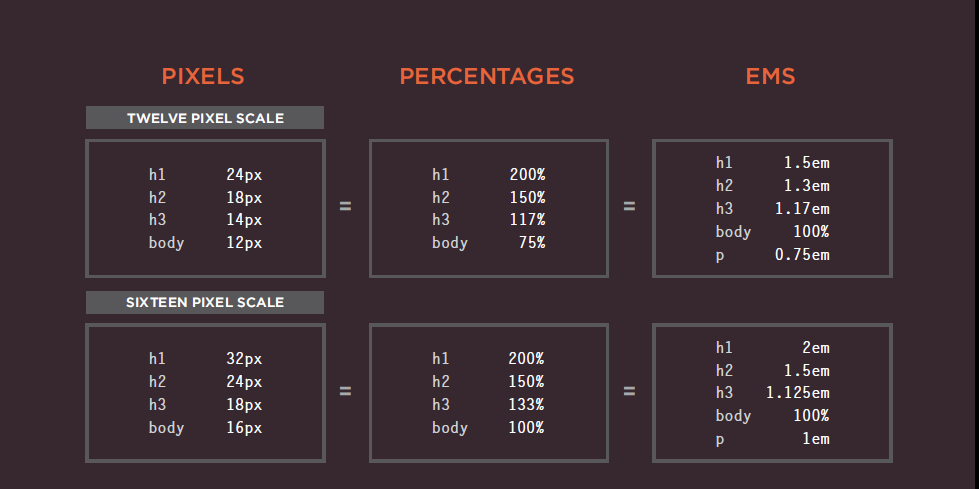 PIXELS PERCENTAGES EMS
TWELVE PIXEL SCALE
h1 24px
h2 18px
h3 14px
body 12px
=
h1 200%
h2 150%
h3 117%
body 75%
=
h1 1.5em
h2 1.3em
h3 1.17em
body 100%
p 0.75em
SIXTEEN PIXEL SCALE
h1 32px
h2 24px
h3 18px
body 16px
=
h1 200%
h2 150%
h3 133%
body 100%
=
h1 2em
h2 1.5em
h3 1.125em
body 100%
p 1em